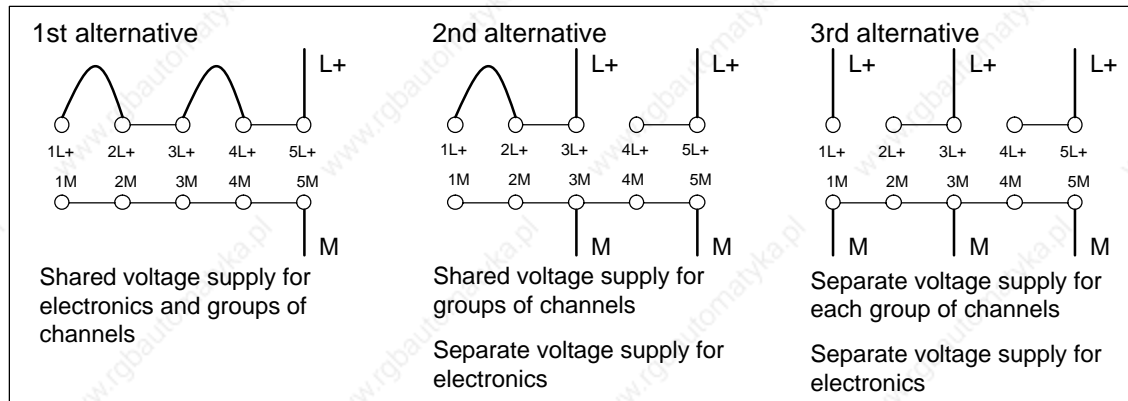 1st alternative
L+
1L+ 2L+ 3L+ 4L+ 5L+
1M 2M 3M 4M 5M
M
Shared voltage supply for
electronics and groups of
channels
2nd alternative
L+ L+
1L+ 2L+ 3L+ 4L+ 5L+
1M 2M 3M 4M 5M
M M
Shared voltage supply for
groups of channels
Separate voltage supply for
electronics
3rd alternative
L+ L+ L+
1L+ 2L+ 3L+ 4L+ 5L+
1M 2M 3M 4M 5M
M M M
Separate voltage supply for
each group of channels
Separate voltage supply for
electronics
www.rgbautomatyka.pl